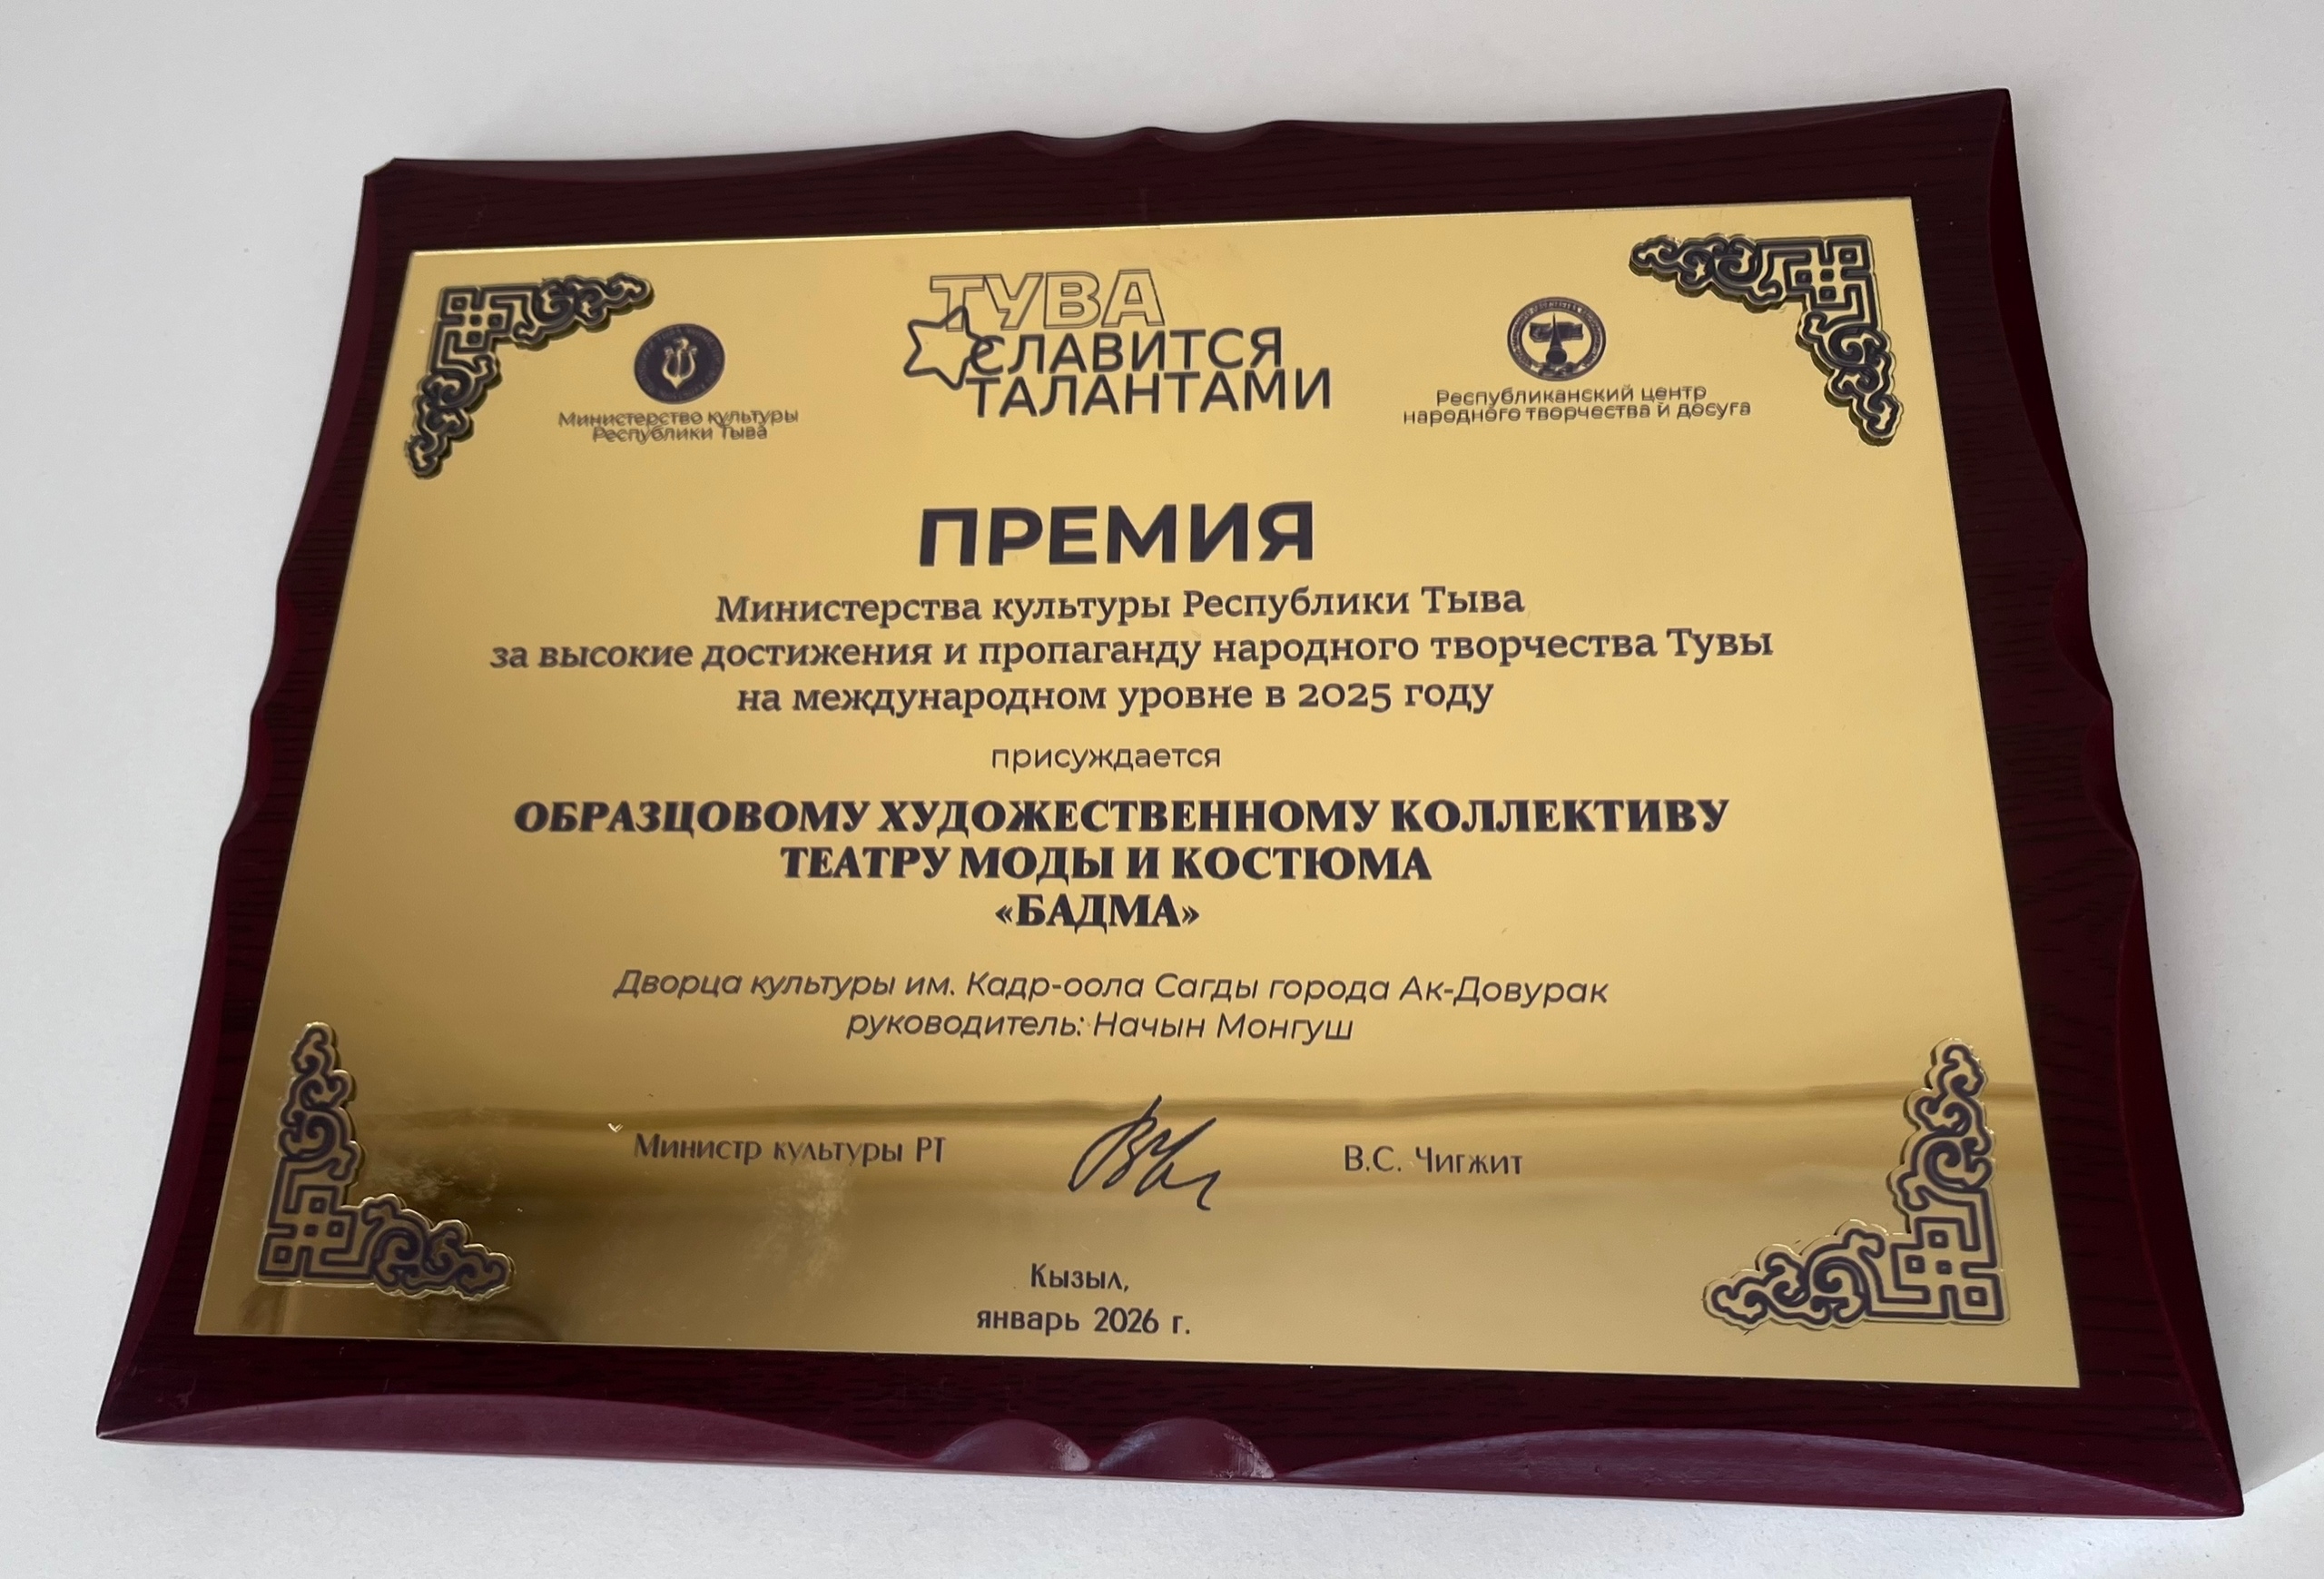 ТУВА
СЛАВИТСЯ
ТАЛАНТАМИ
Министерство культуры
Республики Тыва
Республиканский центр
народного творчества и досуга
ПРЕМИЯ
Министерства культуры Республики Тыва
за высокие достижения и пропаганду народного творчества Тувы
на международном уровне в 2025 году
присуждается
ОБРАЗЦОВОМУ ХУДОЖЕСТВЕННОМУ КОЛЛЕКТИВУ
ТЕАТРУ МОДЫ И КОСТЮМА
«БАДМА»
Дворца культуры им. Кадр-оола Сагды города Ак-Довурак
руководитель: Начын Монгуш
Министр культуры РТ
В.С. Чигжит
Кызыл,
январь 2026 г.